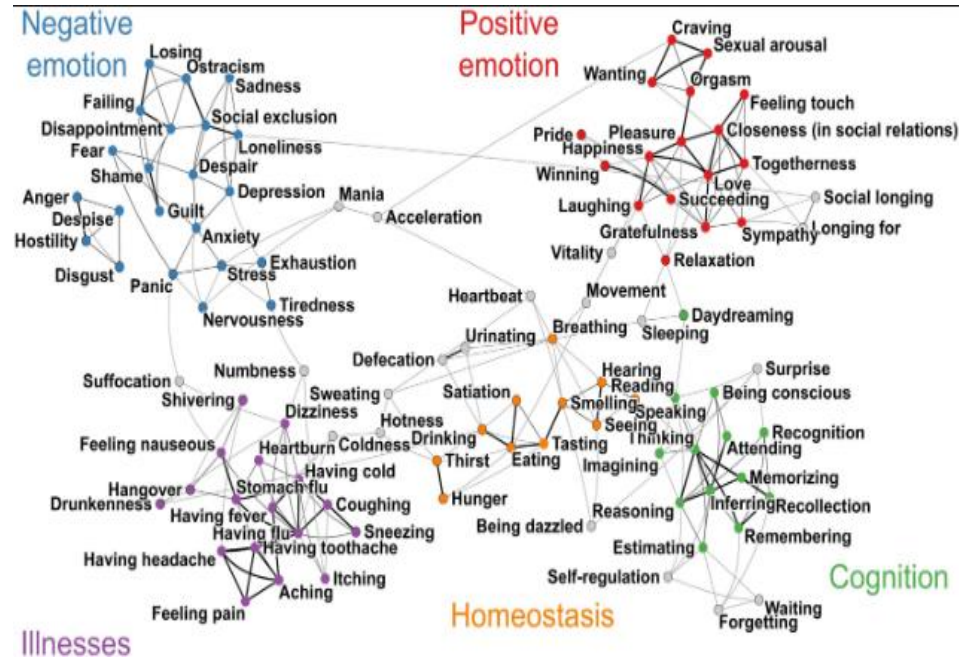 Negative
emotion
Positive
emotion
Craving
Sexual arousal
Wanting
Orgasm
Feeling touch
Losing
Ostracism
Sadness
Failing
Social exclusion
Disappointment
Loneliness
Fear
Despair
Shame
Depression
Anger
Despise
Guilt
Hostility
Anxiety
Disgust
Panic
Stress
Exhaustion
Tiredness
Nervousness
Mania
Acceleration
Pride
Pleasure
Closeness (in social relations)
Happiness
Winning
Togetherness
Love
Laughing
Succeeding
Social longing
Gratefulness
Sympathy
Longing for
Vitality
Relaxation
Heartbeat
Movement
Daydreaming
Urinating
Breathing
Sleeping
Defecation
Suffocation
Numbness
Sweating
Satiation
Hearing
Reading
Surprise
Being conscious
Shivering
Dizziness
Smelling
Speaking
Seeing
Hotness
Drinking
Thinking
Recognition
Feeling nauseous
Heartburn
Coldness
Tasting
Attending
Eating
Imagining
Thirst
Having cold
Memorizing
Hangover
Stomach flu
Hunger
Reasoning
Inferring
Recollection
Drunkenness
Coughing
Having fever
Being dazzled
Having flu
Sneezing
Remembering
Having headache
Having toothache
Estimating
Aching
Itching
Self-regulation
Cognition
Feeling pain
Waiting
Forgetting
Homeostasis
Illnesses